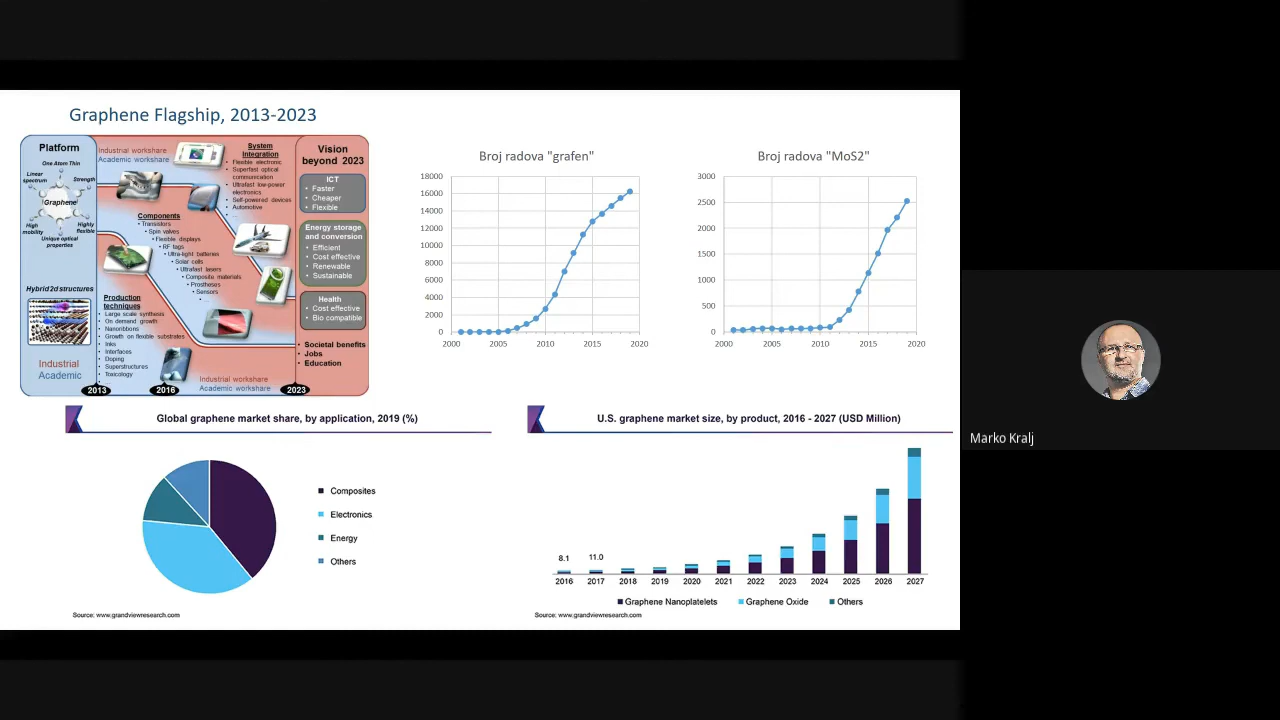 Graphene Flagship, 2013-2023
Platform
One Atom Thin
Linear
spectrum
Strength
Graphene
High
mobility
Highly
flexible
Unique optical
properties
Hybrid 2d structures
Industrial
Academic
Industrial workshare
Academic workshare
System
Integration
• Flexible electronic
• Superfast optical
communication
• Ultrafast low-power
electronics
• Self-powered devices
• Automotive
• ...
Components
• Transistors
• Spin valves
• Flexible displays
• RF tags
• Ultra-light batteries
• Solar cells
• Ultrafast lasers
• Composite materials
• Prostheses
• Sensors
• ...
Production
techniques
• Large scale synthesis
• On demand growth
• Nanoribbons
• Growth on flexible substrates
• Inks
• Interfaces
• Doping
• Superstructures
• Toxicology
Industrial workshare
Academic workshare
2013
2016
2023
Vision
beyond 2023
ICT
• Faster
• Cheaper
• Flexible
Energy storage
and conversion
• Efficient
• Cost effective
• Renewable
• Sustainable
Health
• Cost effective
• Bio compatible
• Societal benefits
• Jobs
• Education
Broj radova "grafen"
18000
16000
14000
12000
10000
8000
6000
4000
2000
0
2000 2005 2010 2015 2020
Broj radova "MoS2"
3000
2500
2000
1500
1000
500
0
2000 2005 2010 2015 2020
Global graphene market share, by application, 2019 (%)
Composites
Electronics
Energy
Others
Source: www.grandviewresearch.com
U.S. graphene market size, by product, 2016 - 2027 (USD Million)
8.1 11.0
2016 2017 2018 2019 2020 2021 2022 2023 2024 2025 2026 2027
Graphene Nanoplatelets Graphene Oxide Others
Source: www.grandviewresearch.com
Marko Kralj